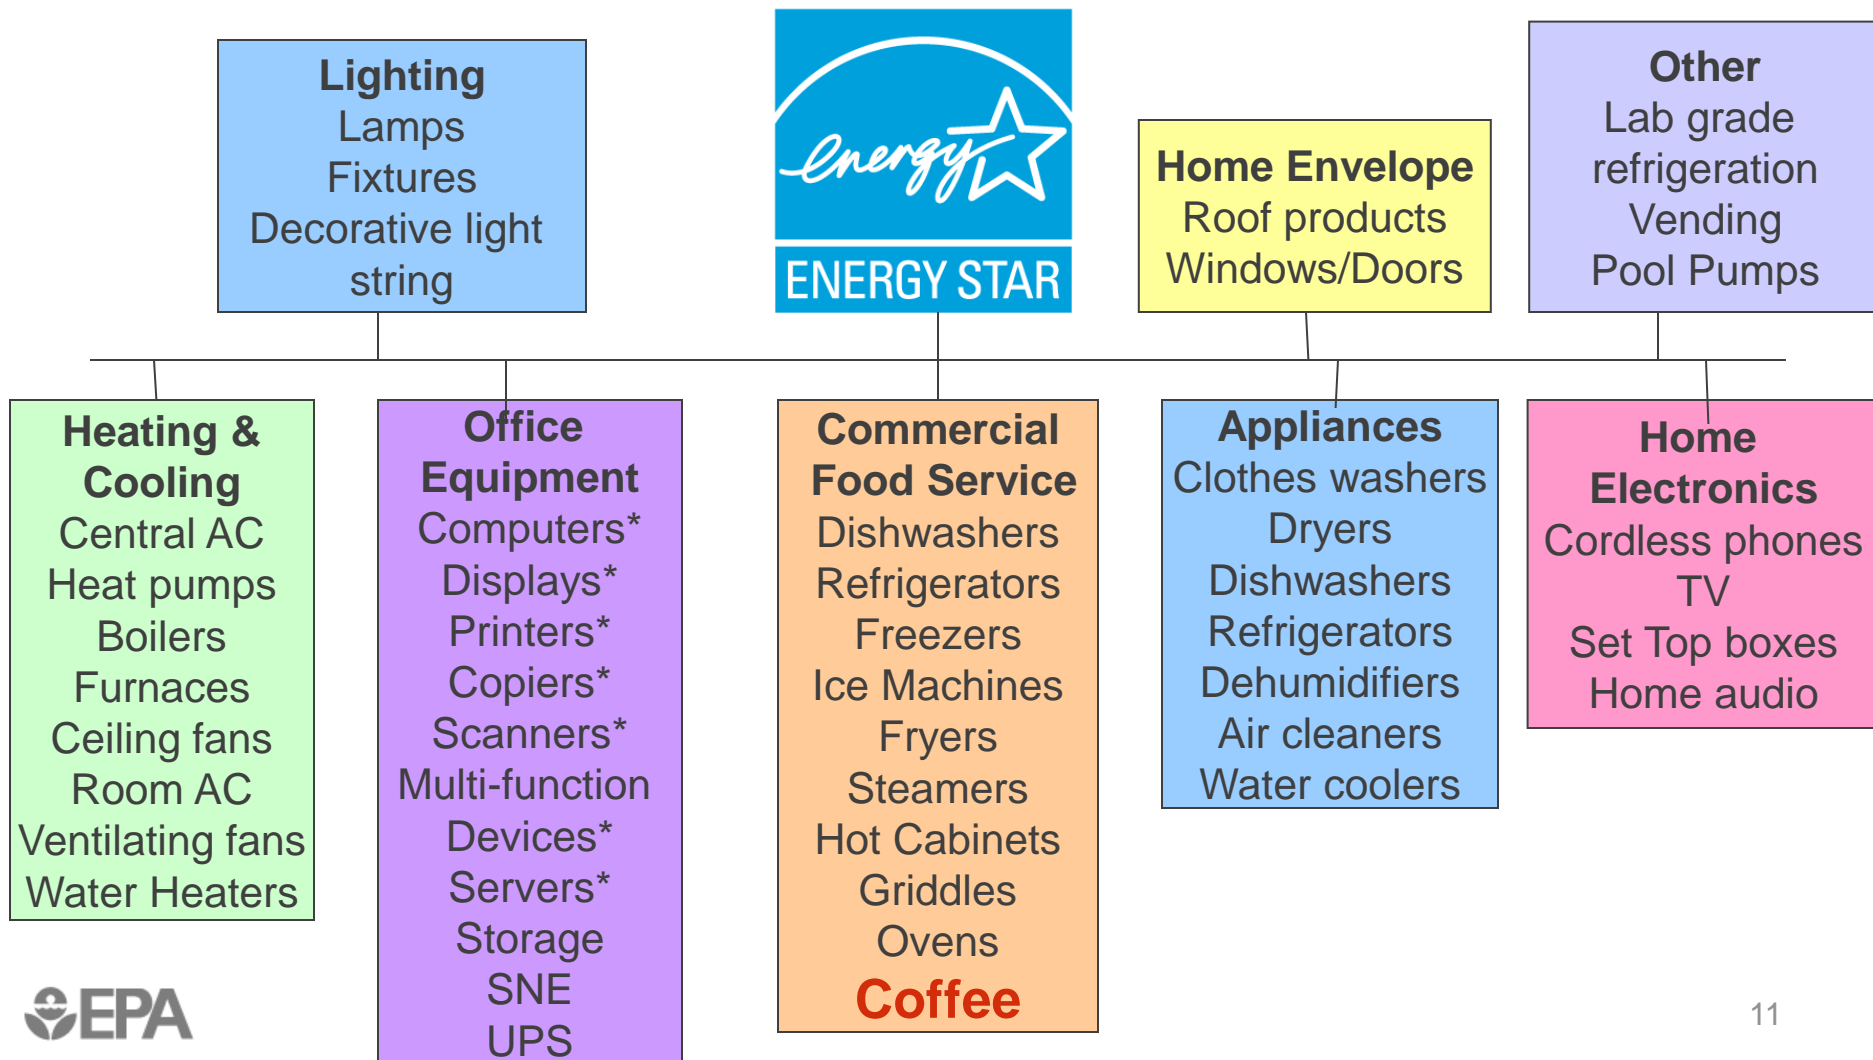 Lighting
Lamps
Fixtures
Decorative light
string
energy
ENERGY STAR
Home Envelope
Roof products
Windows/Doors
Other
Lab grade
refrigeration
Vending
Pool Pumps
Heating &
Cooling
Central AC
Heat pumps
Boilers
Furnaces
Ceiling fans
Room AC
Ventilating fans
Water Heaters
Office
Equipment
Computers*
Displays*
Printers*
Copiers*
Scanners*
Multi-function
Devices*
Servers*
Storage
SNE
UPS
Commercial
Food Service
Dishwashers
Refrigerators
Freezers
Ice Machines
Fryers
Steamers
Hot Cabinets
Griddles
Ovens
Coffee
Appliances
Clothes washers
Dryers
Dishwashers
Refrigerators
Dehumidifiers
Air cleaners
Water coolers
Home
Electronics
Cordless phones
TV
Set Top boxes
Home audio
EPA
11